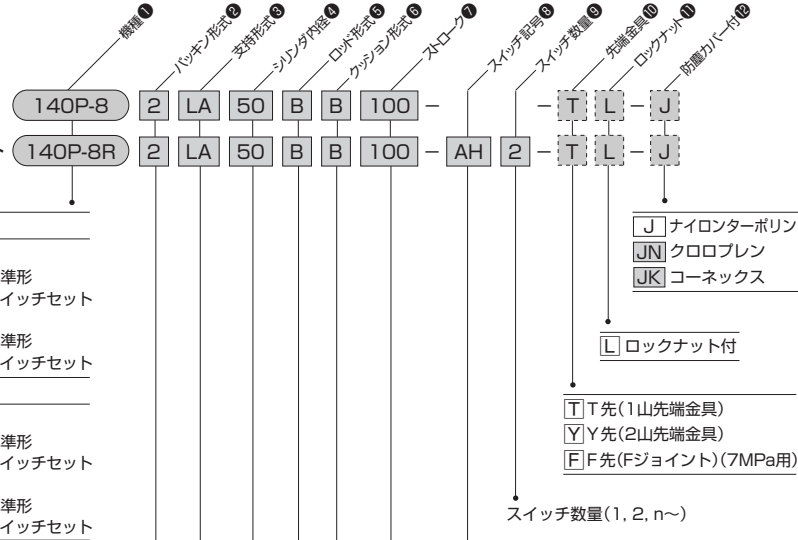 機種❶
パッキン形式❷
支持形式❸
シリンダ内径❹
ロッド形式❺
クッション形式❻
ストローク❼
スイッチ記号❽
スイッチ数量❾
先端金具❿
ロックナット⓫
防塵カバー付⓬
140P-8 2 LA 50 B B 100 − − T L − J
140P-8R 2 LA 50 B B 100 − AH 2 − T L − J
J ナイロンターポリン
JN クロロプレン
JK コーネックス
準形
イッチセット
準形
イッチセット
L ロックナット付
T T先(1山先端金具)
Y Y先(2山先端金具)
F F先(Fジョイント)(7MPa用)
準形
イッチセット
準形
イッチセット
スイッチ数量(1, 2, n〜)